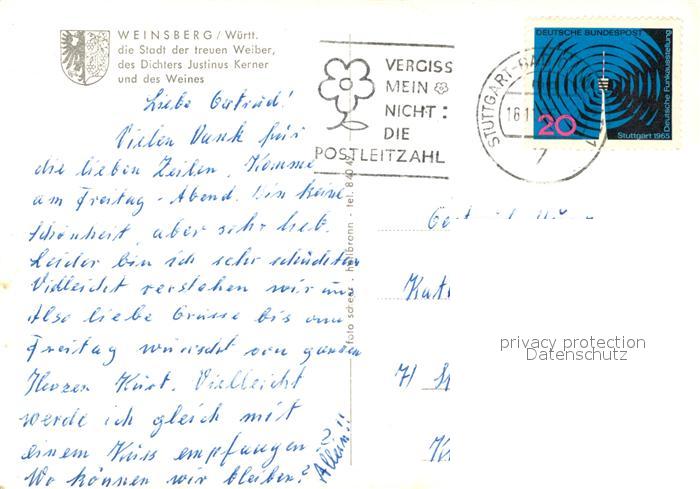 WEINSBERG / Württ.
die Stadt der treuen Weiber,
des Dichters Justinus Kerner
und des Weines
VERGISS
MEIN
NICHT:
DIE
POSTLEITZAHL
STUTTGART-BAD
7
DEUTSCHE BUNDESPOST
Deutsche Funkausstellung
20
Stuttgart 1965
Liebe Gertrud!
Vielen Dank für
die lieben Zeilen, Komme
am Freitag-Abend. Bin keine
Schönheit, aber sehr lieb.
Leider bin ich sehr schüchtern
Vielleicht verstehen wir uns
Also liebe Grüsse bis zum
Freitag wünscht von ganzem
Herzen Kurt. Vielleicht
werde ich gleich mit
einem Kuss empfangen?
Wo können wir bleiben?
Allein!!
heilbronn - tel.
privacy protection
Datenschutz